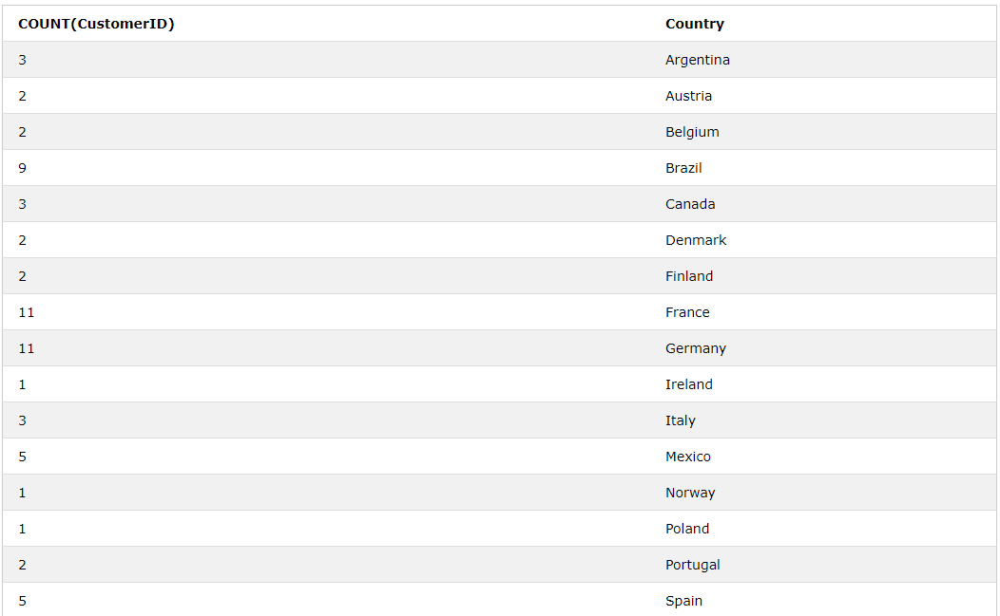 COUNT(CustomerID) Country
3 Argentina
2 Austria
2 Belgium
9 Brazil
3 Canada
2 Denmark
2 Finland
11 France
11 Germany
1 Ireland
3 Italy
5 Mexico
1 Norway
1 Poland
2 Portugal
5 Spain